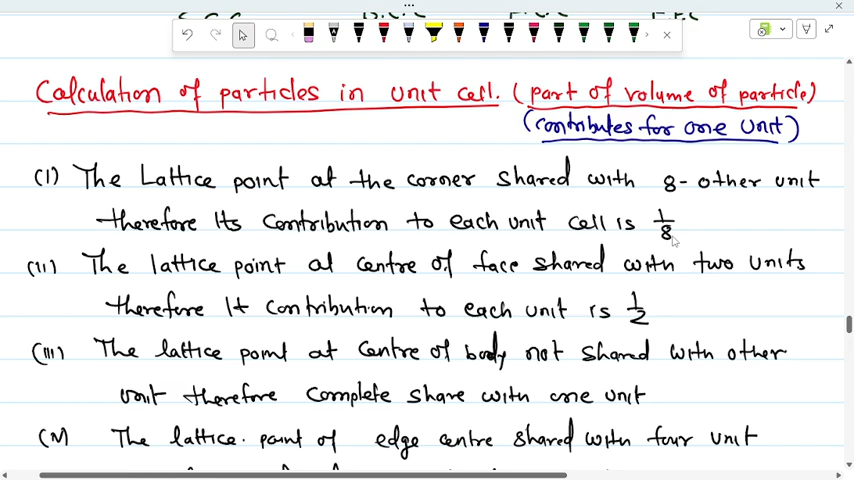 Calculation of particles in unit cell. (part of volume of particle)
(contributes for one unit)
(I) The Lattice point at the corner shared with 8-other unit
therefore Its contribution to each unit cell is 1/8
(II) The lattice point at centre of face shared with two units
therefore It contribution to each unit is 1/2
(III) The lattice point at centre of body not shared with other
unit therefore complete share with one unit
(IV) The lattice point of edge centre shared with four unit